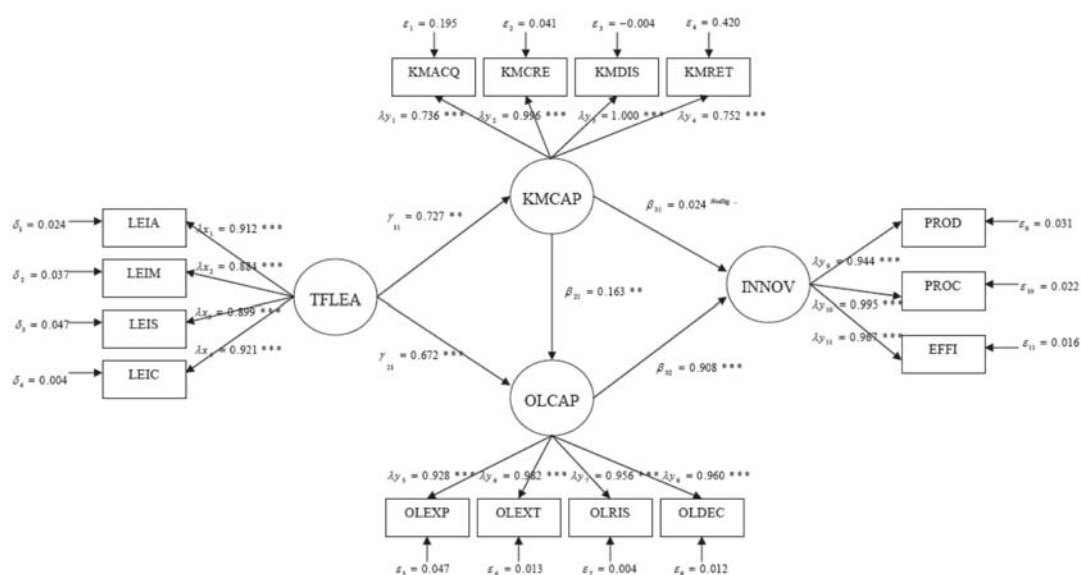 ε₁ = 0.195
ε₂ = 0.041
ε₃ = -0.004
ε₄ = 0.420
KMACQ
KMCRE
KMDIS
KMRET
λy₁ = 0.736 ***
λy₂ = 0.996 ***
λy₃ = 1.000 ***
λy₄ = 0.752 ***
KMCAP
δ₁ = 0.024
LEIA
δ₂ = 0.037
LEIM
δ₃ = 0.047
LEIS
δ₄ = 0.004
LEIC
λx₁ = 0.912 ***
λx₂ = 0.884 ***
λx₃ = 0.899 ***
λx₄ = 0.921 ***
TFLEA
γ₁₁ = 0.727 **
γ₂₁ = 0.672 ***
β₂₁ = 0.163 **
β₃₁ = 0.024
β₃₂ = 0.908 ***
INNOV
λy₉ = 0.944 ***
λy₁₀ = 0.995 ***
λy₁₁ = 0.967 ***
PROD
ε₉ = 0.031
PROC
ε₁₀ = 0.022
EFFI
ε₁₁ = 0.016
OLCAP
λy₅ = 0.928 ***
λy₆ = 0.982 ***
λy₇ = 0.956 ***
λy₈ = 0.960 ***
OLEXP
OLEXT
OLRIS
OLDEC
= 0.047
= 0.013
= 0.004
= 0.012